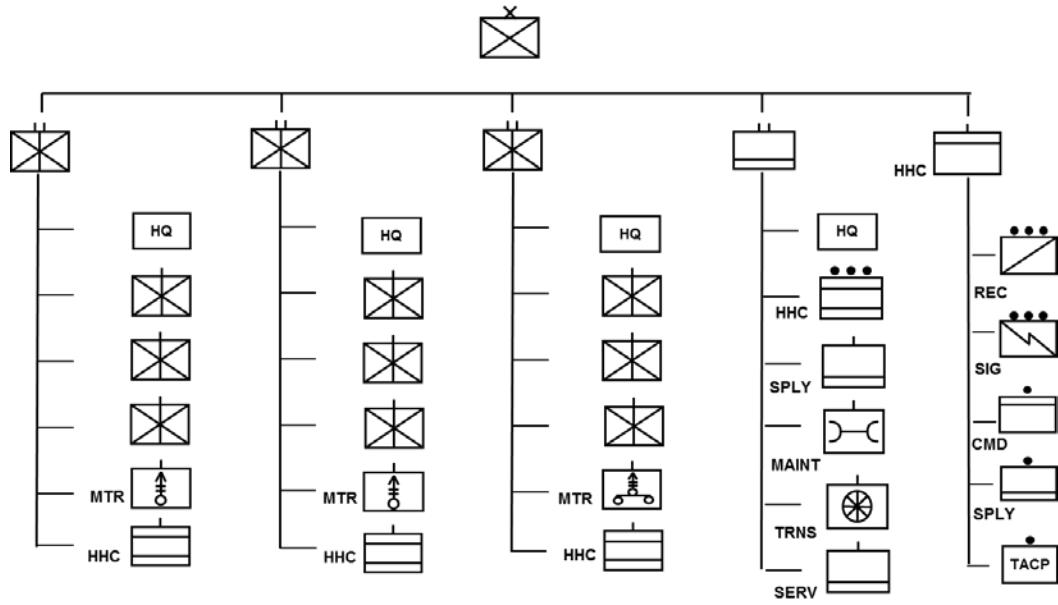 HHC
HQ
HQ
HQ
HQ
REC
HHC
SIG
SPLY
CMD
MAINT
MTR
MTR
MTR
SPLY
TRNS
HHC
HHC
HHC
TACP
SERV